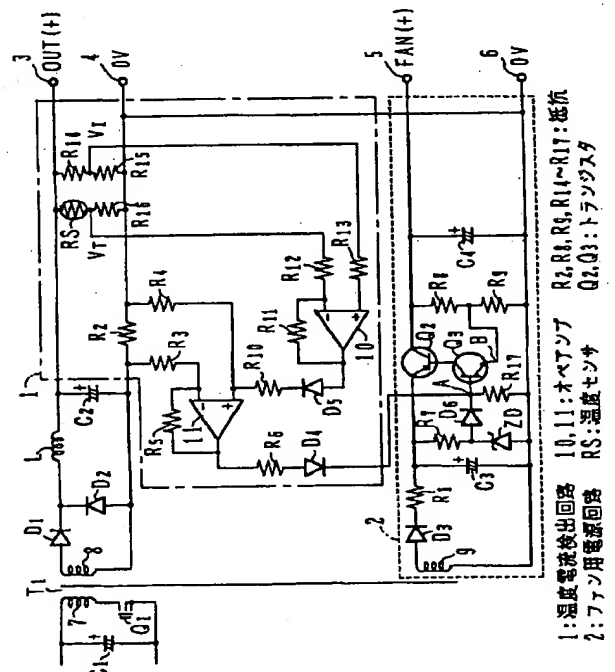 3 OUT(+)
4 0V
5 FAN(+)
6 0V
1
2
T1
7
8
9
Q1
D1
D2
L
C2
R2
R3
R4
R5
R6
R10
R11
R12
R13
R14
R15
R16
RS
VT
VI
11
10
D4
D5
D3
R1
C3
R7
D6
ZD
A
B
R17
Q2
Q3
R8
R9
C4
1:温度電流検出回路
2:ファン用電源回路
10,11:オペアンプ
RS:温度センサ
R2,R8,R9,R14~R17:抵抗
Q2,Q3:トランジスタ